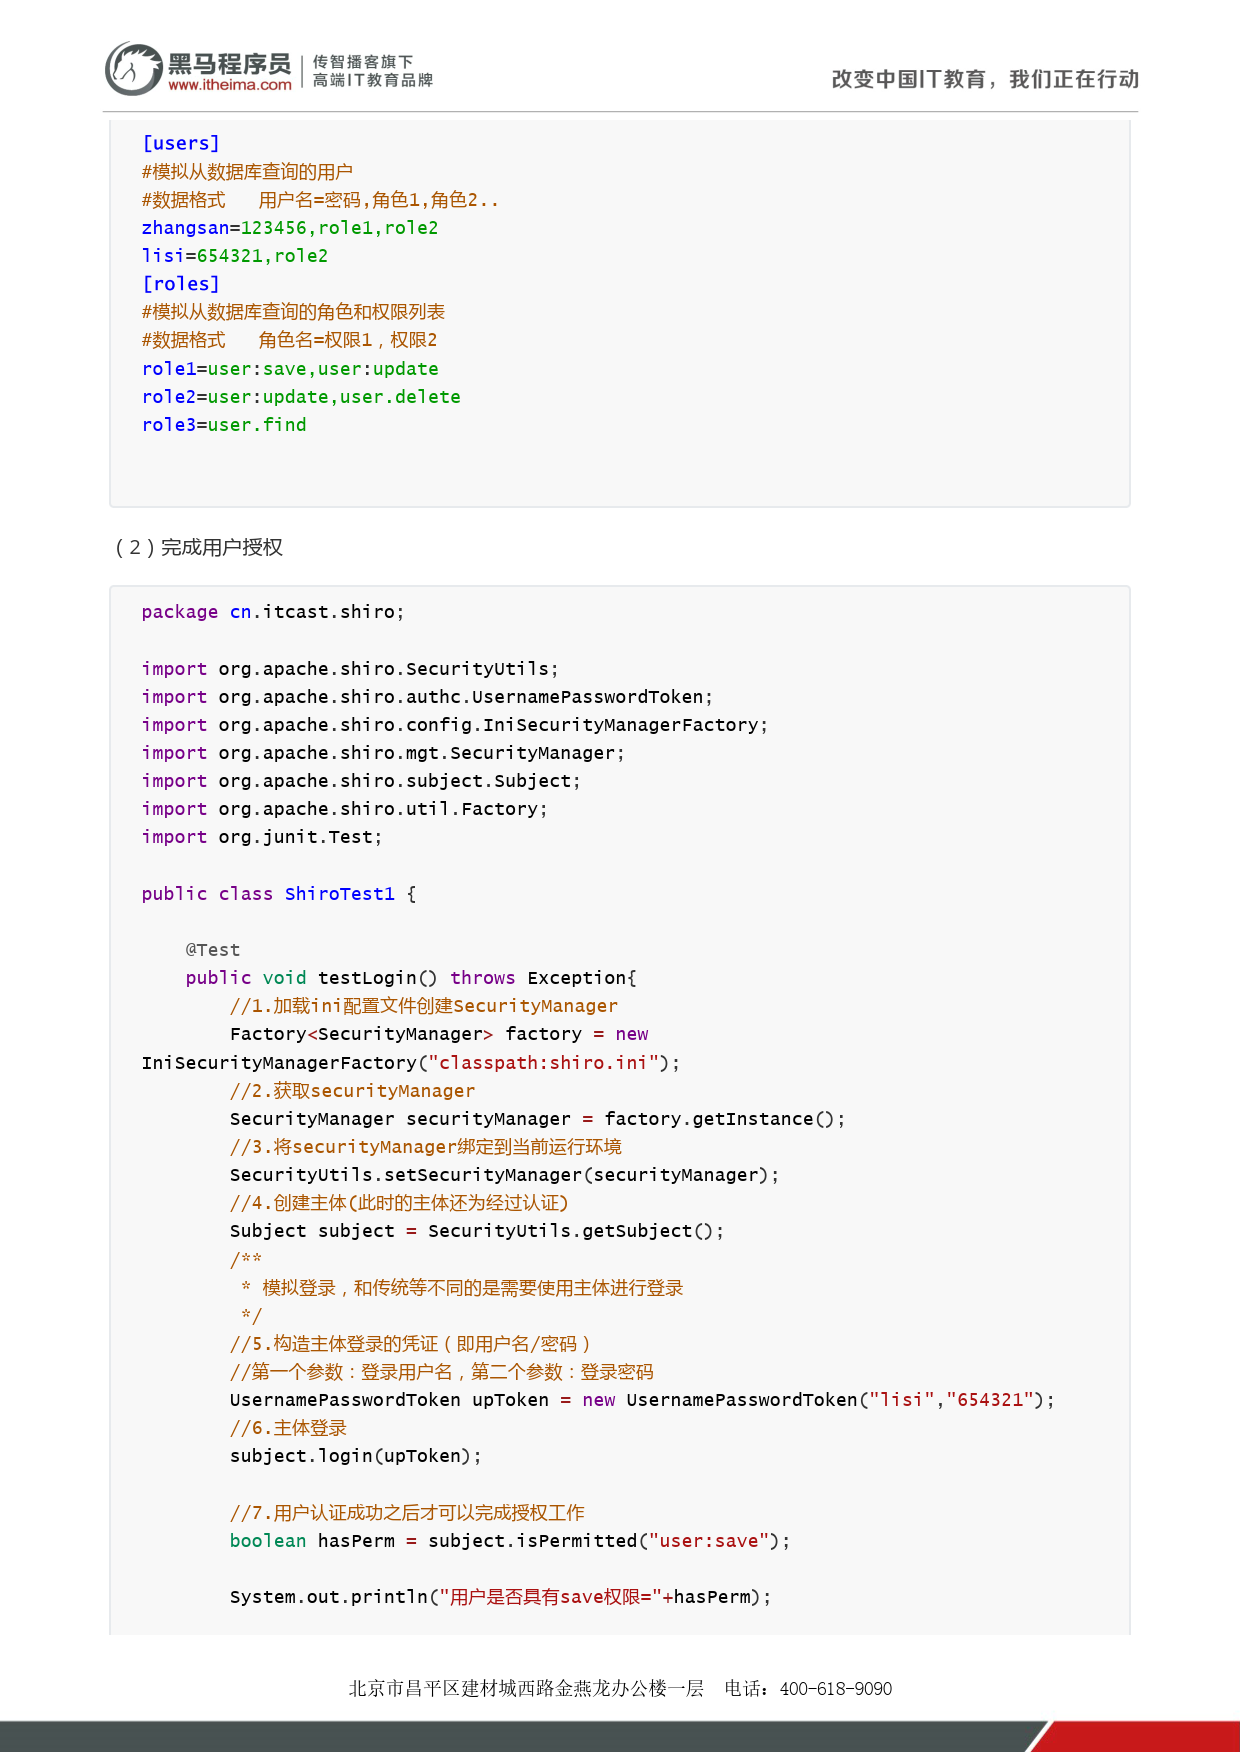 黑马程序员
www.itheima.com
传智播客旗下
高端IT教育品牌
改变中国IT教育，我们正在行动
[users]
#模拟从数据库查询的用户
#数据格式   用户名=密码,角色1,角色2..
zhangsan=123456,role1,role2
lisi=654321,role2
[roles]
#模拟从数据库查询的角色和权限列表
#数据格式   角色名=权限1，权限2
role1=user:save,user:update
role2=user:update,user.delete
role3=user.find
（2）完成用户授权
package cn.itcast.shiro;
import org.apache.shiro.SecurityUtils;
import org.apache.shiro.authc.UsernamePasswordToken;
import org.apache.shiro.config.IniSecurityManagerFactory;
import org.apache.shiro.mgt.SecurityManager;
import org.apache.shiro.subject.Subject;
import org.apache.shiro.util.Factory;
import org.junit.Test;
public class ShiroTest1 {
    @Test
    public void testLogin() throws Exception{
        //1.加载ini配置文件创建SecurityManager
        Factory<SecurityManager> factory = new
IniSecurityManagerFactory("classpath:shiro.ini");
        //2.获取securityManager
        SecurityManager securityManager = factory.getInstance();
        //3.将securityManager绑定到当前运行环境
        SecurityUtils.setSecurityManager(securityManager);
        //4.创建主体(此时的主体还为经过认证)
        Subject subject = SecurityUtils.getSubject();
        /**
         * 模拟登录，和传统等不同的是需要使用主体进行登录
         */
        //5.构造主体登录的凭证（即用户名/密码）
        //第一个参数：登录用户名，第二个参数：登录密码
        UsernamePasswordToken upToken = new UsernamePasswordToken("lisi","654321");
        //6.主体登录
        subject.login(upToken);
        //7.用户认证成功之后才可以完成授权工作
        boolean hasPerm = subject.isPermitted("user:save");
        System.out.println("用户是否具有save权限="+hasPerm);
北京市昌平区建材城西路金燕龙办公楼一层   电话：400-618-9090